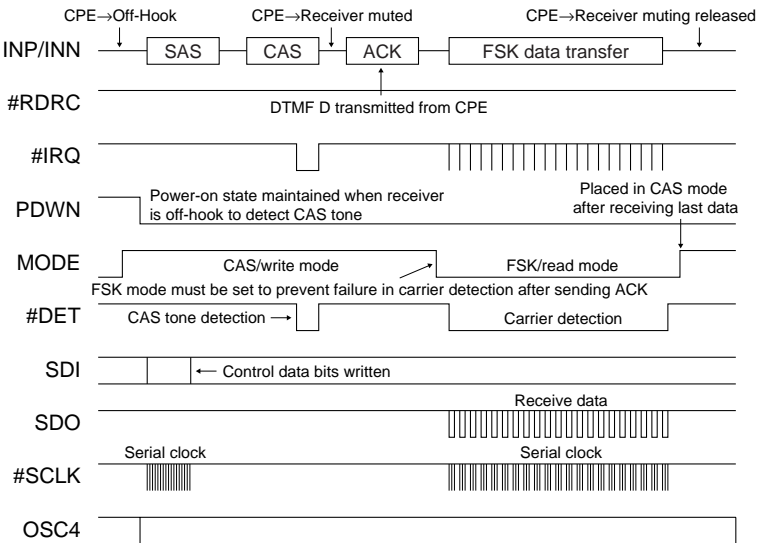 CPE→Off-Hook
CPE→Receiver muted
CPE→Receiver muting released
INP/INN
SAS
CAS
ACK
FSK data transfer
#RDRC
DTMF D transmitted from CPE
#IRQ
PDWN
Power-on state maintained when receiver
is off-hook to detect CAS tone
Placed in CAS mode
after receiving last data
MODE
CAS/write mode
FSK/read mode
FSK mode must be set to prevent failure in carrier detection after sending ACK
#DET
CAS tone detection
Carrier detection
SDI
Control data bits written
Receive data
SDO
Serial clock
Serial clock
#SCLK
OSC4